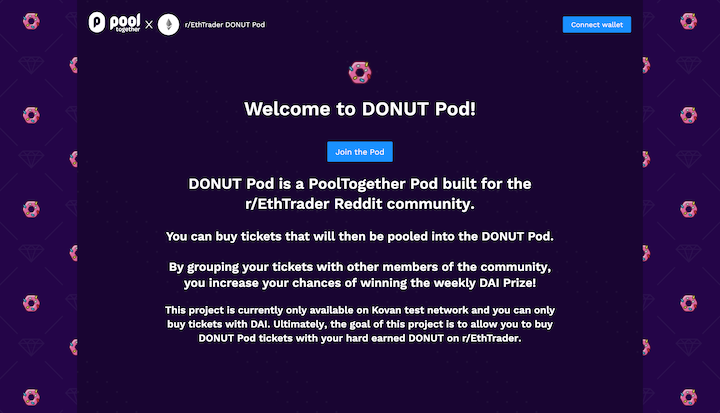 pool together X r/EthTrader DONUT Pod
Connect wallet
Welcome to DONUT Pod!
Join the Pod
DONUT Pod is a PoolTogether Pod built for the
r/EthTrader Reddit community.
You can buy tickets that will then be pooled into the DONUT Pod.
By grouping your tickets with other members of the community,
you increase your chances of winning the weekly DAI Prize!
This project is currently only available on Kovan test network and you can only
buy tickets with DAI. Ultimately, the goal of this project is to allow you to buy
DONUT Pod tickets with your hard earned DONUT on r/EthTrader.